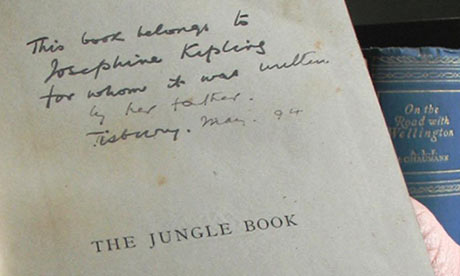 This book belongs to
Josephine Kipling
for whom it was written
by her father.
Tisbury. May. 94
THE JUNGLE BOOK
On the
Road with
Wellington
A.L.F.
SCHAUMANN